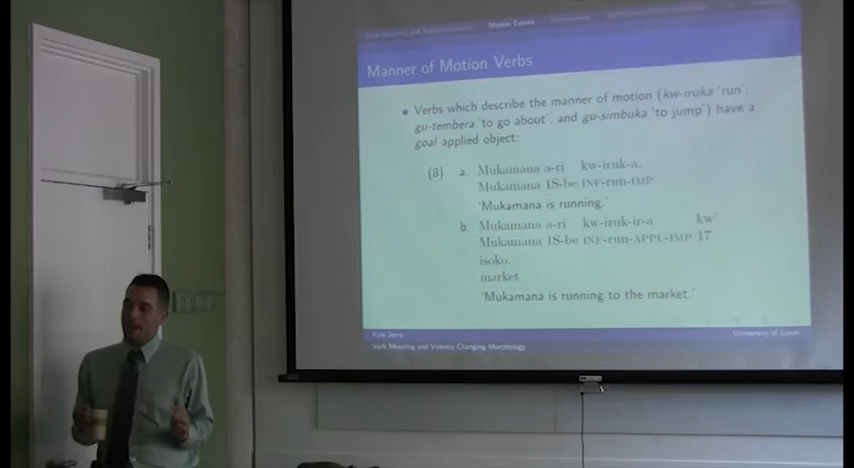 Motion Events
Manner of Motion Verbs
Verbs which describe the manner of motion (kw-iruka 'run',
gu-tembera 'to go about', and gu-simbuka 'to jump') have a
goal applied object:
(8) a. Mukamana a-ri kw-iruk-a.
Mukamana 1S-be INF-run-IMP
'Mukamana is running.'
b. Mukamana a-ri kw-iruk-ir-a kw'
Mukamana 1S-be INF-run-APPL-IMP 17
isoko.
market
'Mukamana is running to the market.'
Kyle Jerro University of Essex
Verb Meaning and Valency-Changing Morphology